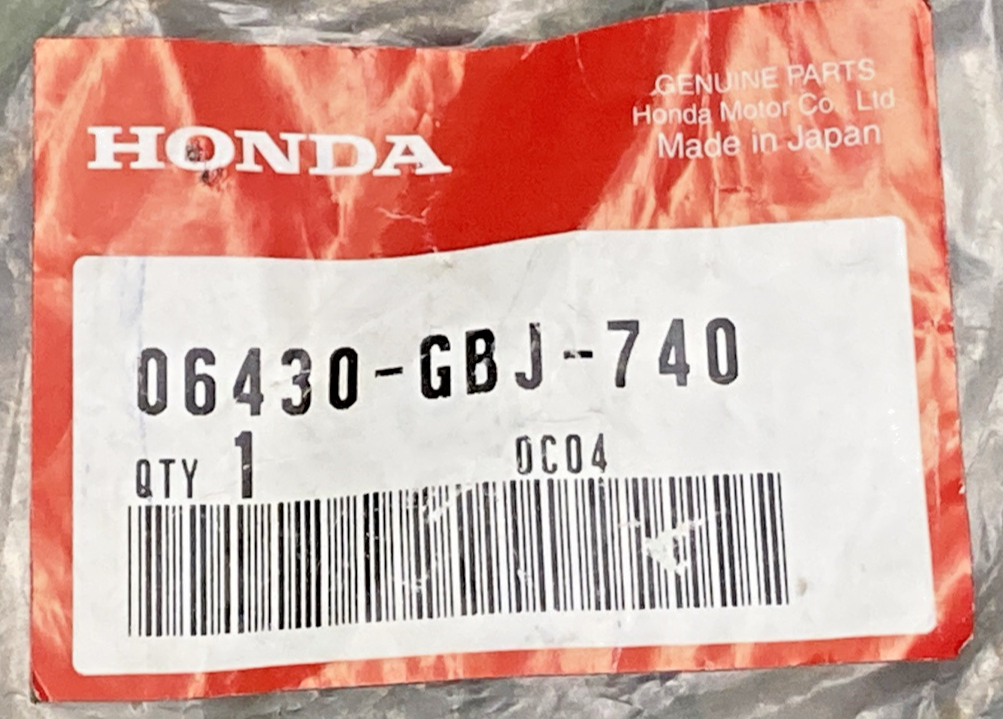 HONDA
GENUINE PARTS
Honda Motor Co., Ltd
Made in Japan
06430-GBJ-740
QTY 1 0C04